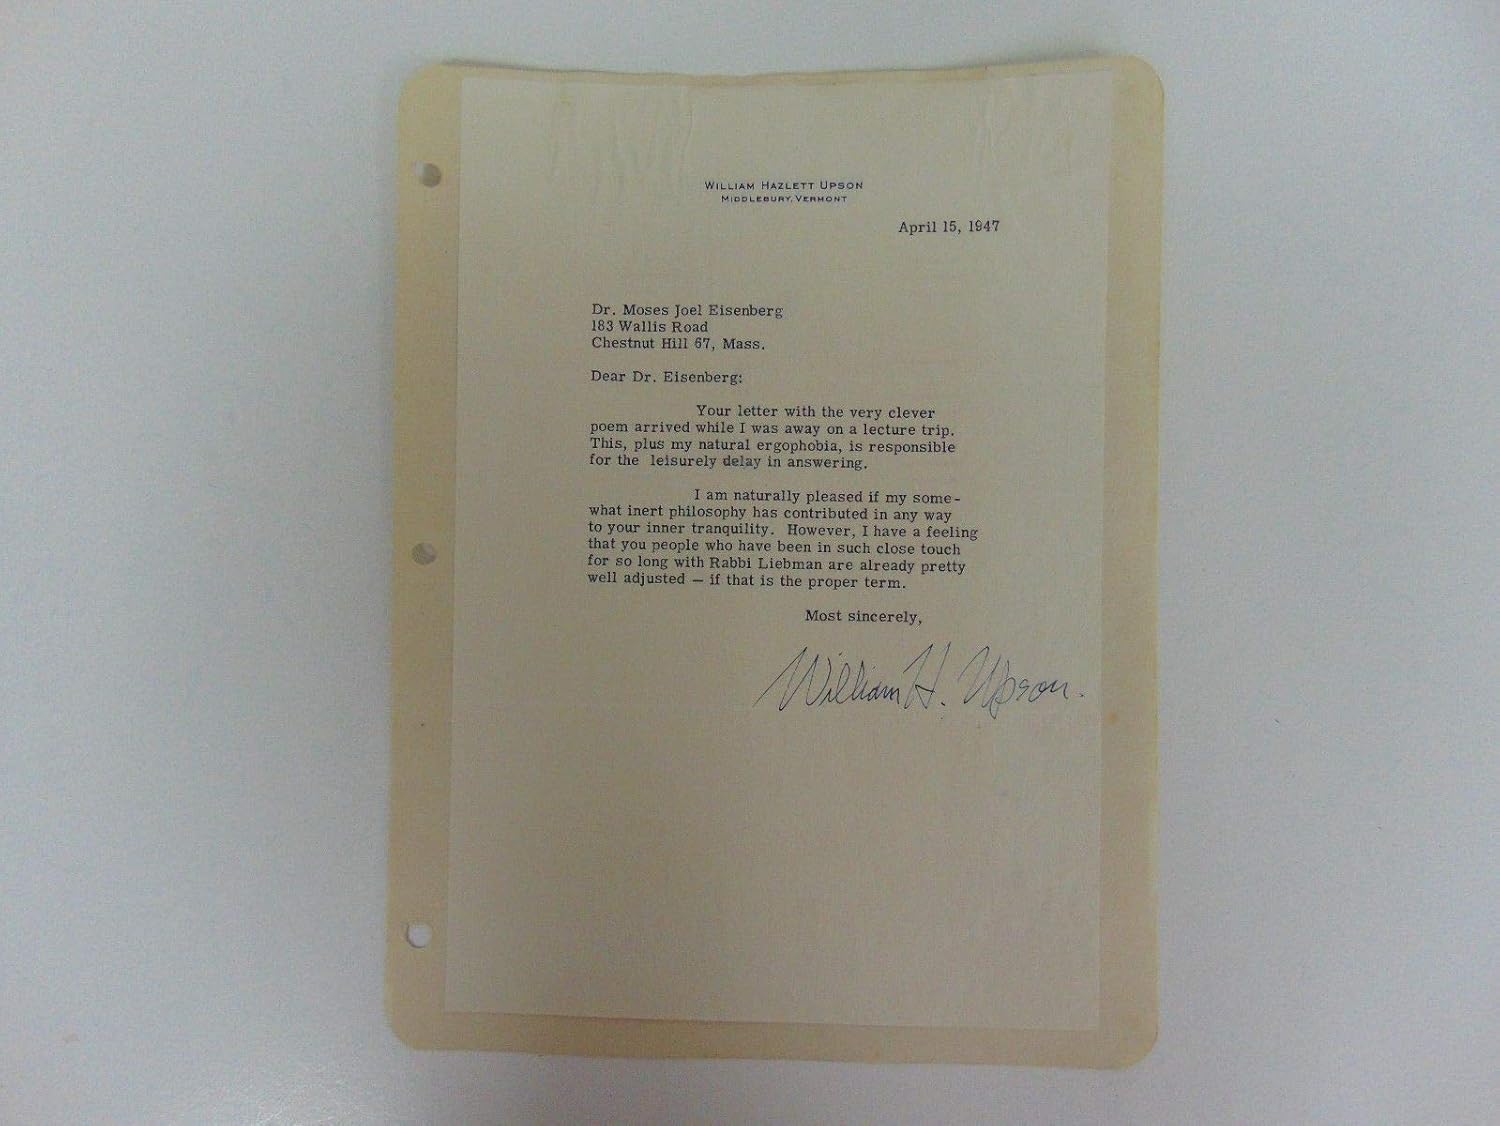 WILLIAM HAZLETT UPSON
MIDDLEBURY, VERMONT
April 15, 1947
Dr. Moses Joel Eisenberg
183 Wallis Road
Chestnut Hill 67, Mass.
Dear Dr. Eisenberg:
Your letter with the very clever
poem arrived while I was away on a lecture trip.
This, plus my natural ergophobia, is responsible
for the leisurely delay in answering.
I am naturally pleased if my some-
what inert philosophy has contributed in any way
to your inner tranquility. However, I have a feeling
that you people who have been in such close touch
for so long with Rabbi Liebman are already pretty
well adjusted — if that is the proper term.
Most sincerely,
William H. Upson.